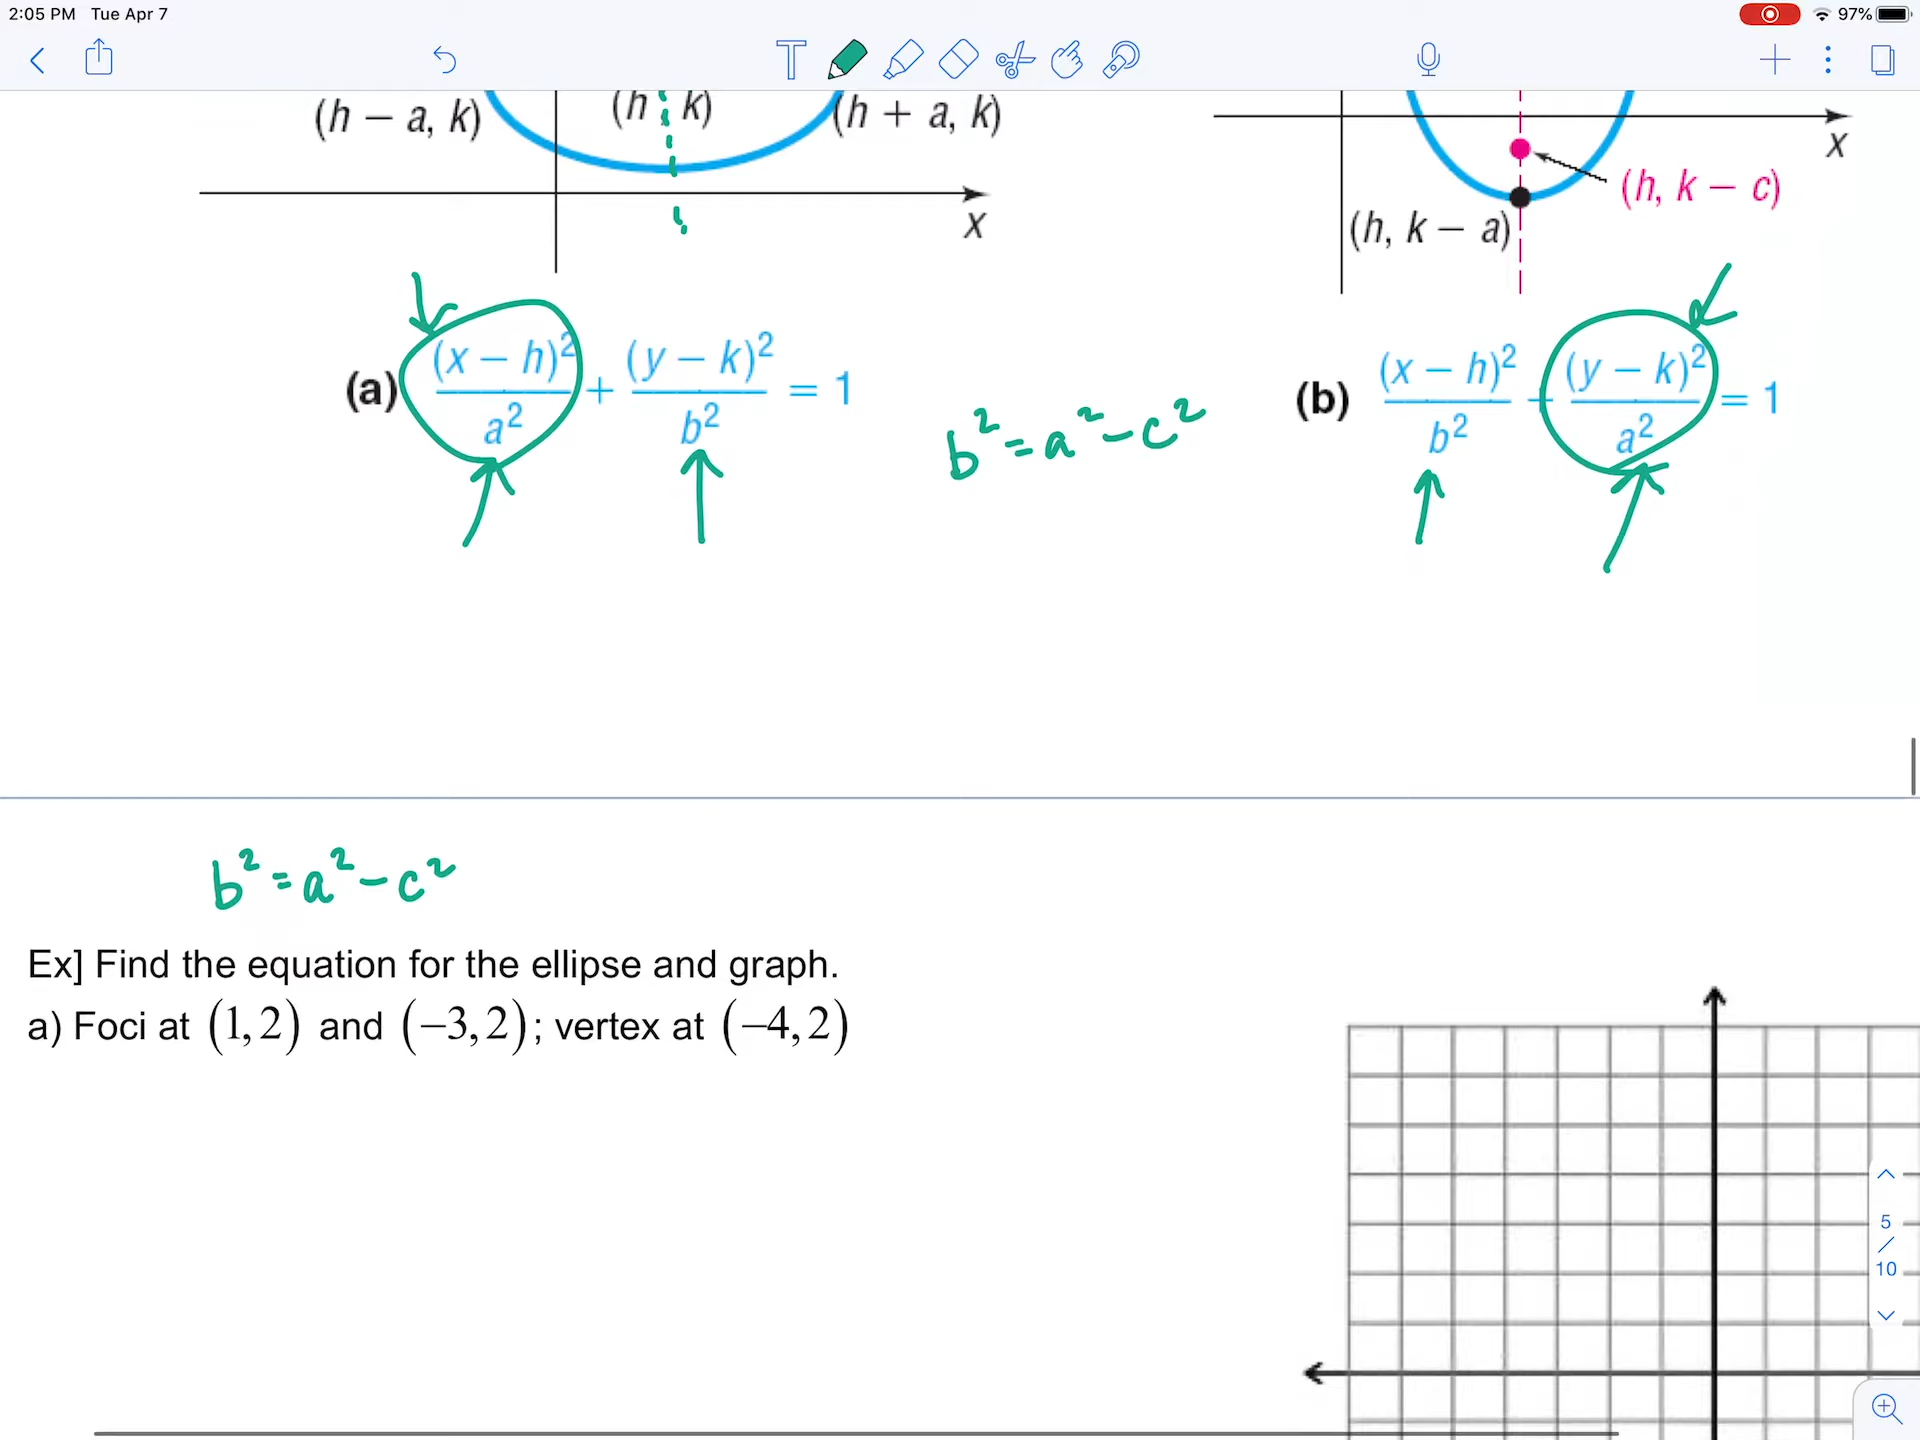 2:05 PM Tue Apr 7
97%
T
(h − a, k)
(h, k)
(h + a, k)
x
x
(h, k − c)
(h, k − a)
(a) (x − h)²/a² + (y − k)²/b² = 1
b² = a² − c²
(b) (x − h)²/b² + (y − k)²/a² = 1
b² = a² − c²
Ex] Find the equation for the ellipse and graph.
a) Foci at (1, 2) and (−3, 2); vertex at (−4, 2)
5
/
10